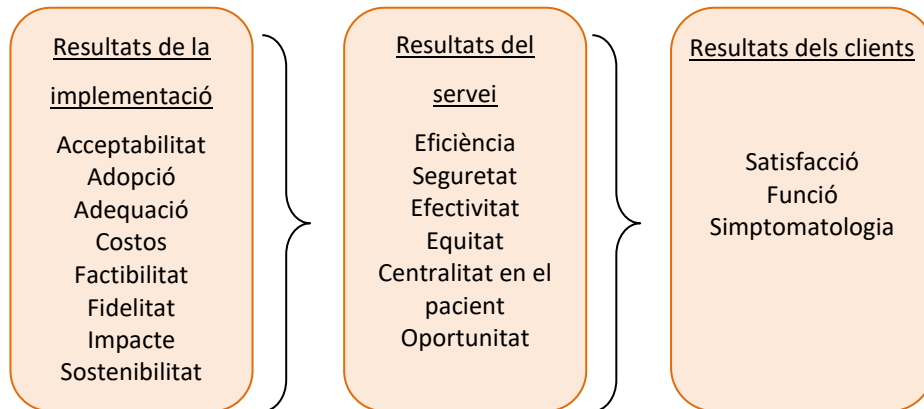 Resultats de la
implementació
Acceptabilitat
Adopció
Adequació
Costos
Factibilitat
Fidelitat
Impacte
Sostenibilitat
Resultats del
servei
Eficiència
Seguretat
Efectivitat
Equitat
Centralitat en el
pacient
Oportunitat
Resultats dels clients
Satisfacció
Funció
Simptomatologia